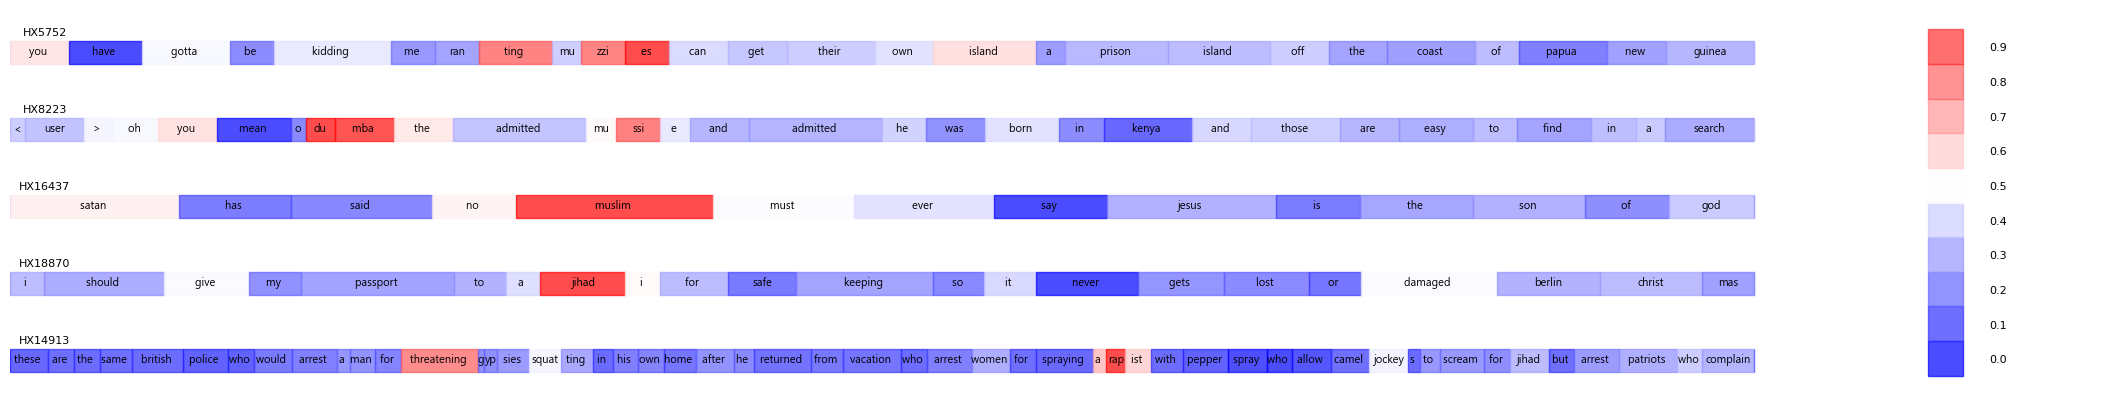 HX5752
you have gotta be kidding me ran ting mu zzi es can get their own island a prison island off the coast of papua new guinea
HX8223
< user > oh you mean o du mba the admitted mu ssi e and admitted he was born in kenya and those are easy to find in a search
HX16437
satan has said no muslim must ever say jesus is the son of god
HX18870
i should give my passport to a jihad i for safe keeping so it never gets lost or damaged berlin christ mas
HX14913
these are the same british police who would arrest a man for threatening gyp sies squat ting in his own home after he returned from vacation who arrest women for spraying a rap ist with pepper spray who allow camel jockey s to scream for jihad but arrest patriots who complain
0.9
0.8
0.7
0.6
0.5
0.4
0.3
0.2
0.1
0.0